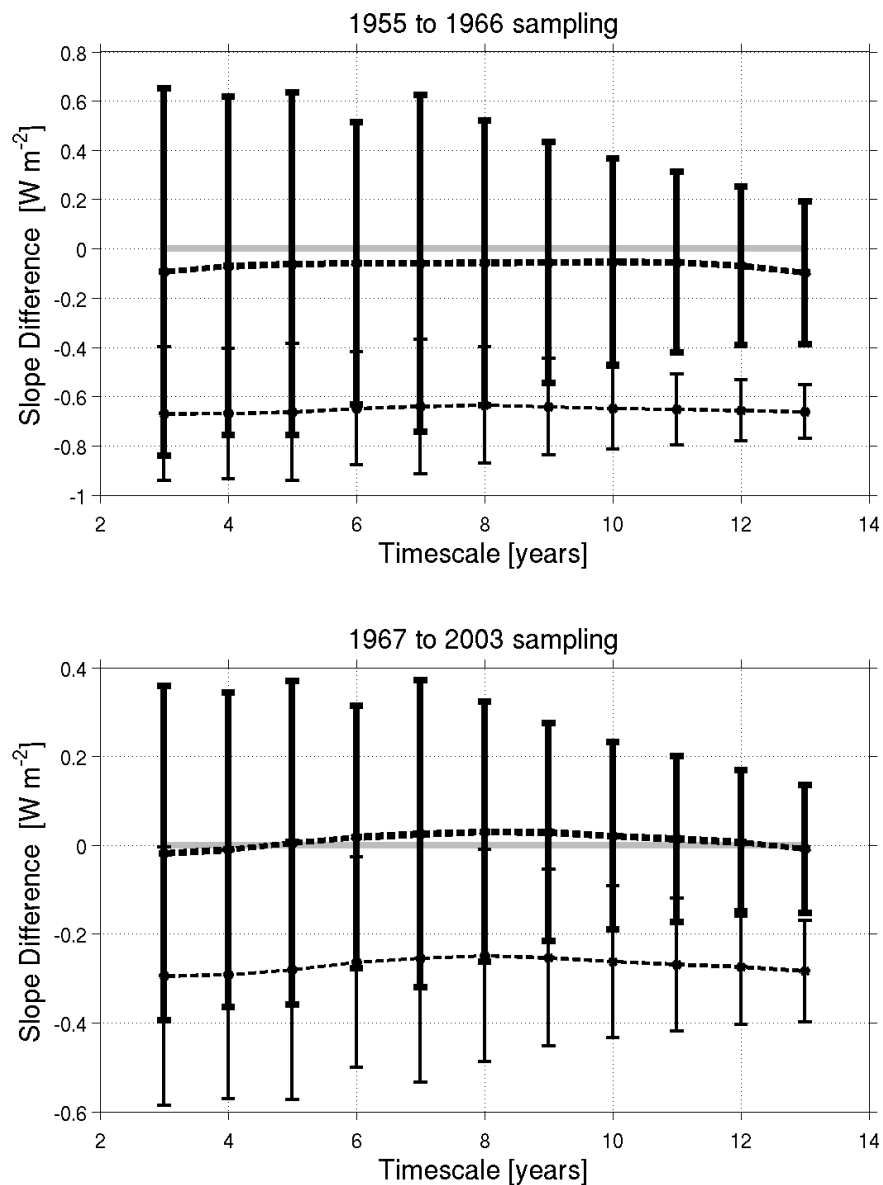 1955 to 1966 sampling
0.8
0.6
0.4
0.2
0
-0.2
-0.4
-0.6
-0.8
-1
Slope Difference [W m-2]
2 4 6 8 10 12 14
Timescale [years]
1967 to 2003 sampling
0.4
0.2
0
-0.2
-0.4
-0.6
Slope Difference [W m-2]
2 4 6 8 10 12 14
Timescale [years]